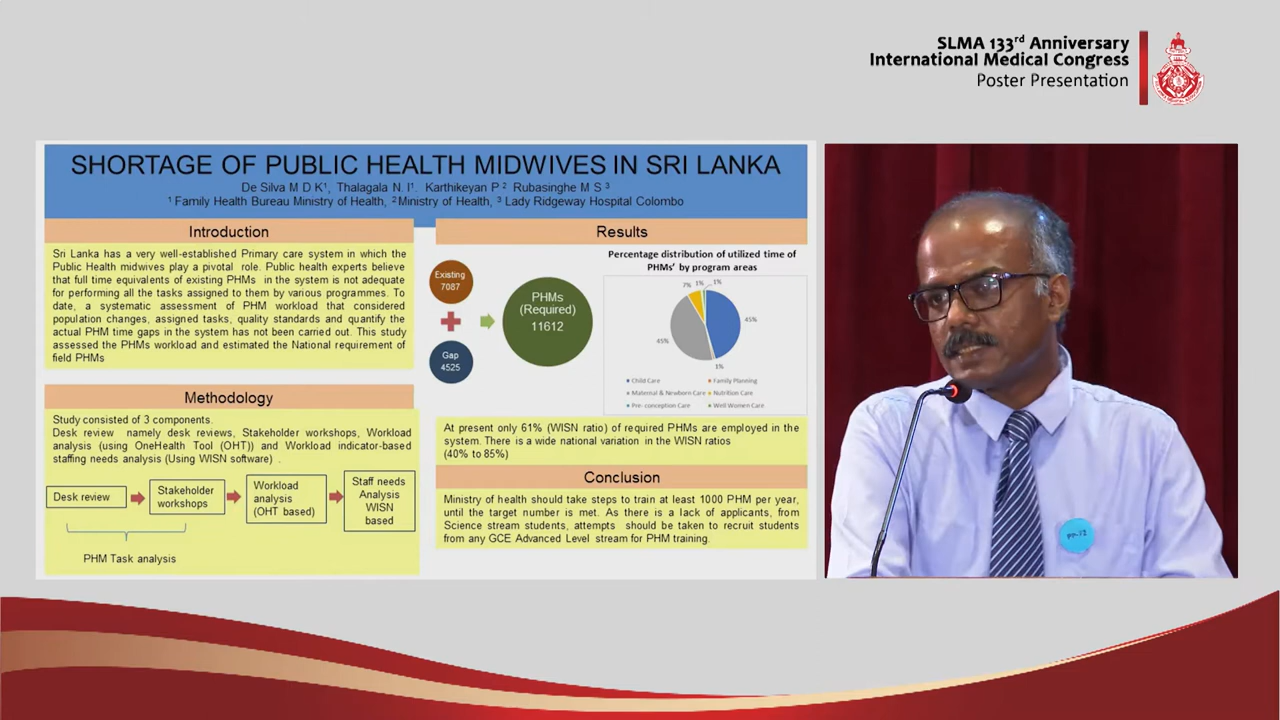 SLMA 133rd Anniversary
International Medical Congress
Poster Presentation
SHORTAGE OF PUBLIC HEALTH MIDWIVES IN SRI LANKA
De Silva M D K¹, Thalagala N. I¹. Karthikeyan P ² Rubasinghe M S ³
¹ Family Health Bureau Ministry of Health, ² Ministry of Health, ³ Lady Ridgeway Hospital Colombo
Introduction
Sri Lanka has a very well-established Primary care system in which the
Public Health midwives play a pivotal role. Public health experts believe
that full time equivalents of existing PHMs in the system is not adequate
for performing all the tasks assigned to them by various programmes. To
date, a systematic assessment of PHM workload that considered
population changes, assigned tasks, quality standards and quantify the
actual PHM time gaps in the system has not been carried out. This study
assessed the PHMs workload and estimated the National requirement of
field PHMs
Methodology
Study consisted of 3 components.
Desk review namely desk reviews, Stakeholder workshops, Workload
analysis (using OneHealth Tool (OHT)) and Workload indicator-based
staffing needs analysis (Using WISN software) .
Desk review
Stakeholder
workshops
Workload
analysis
(OHT based)
Staff needs
Analysis
WISN
based
PHM Task analysis
Results
Existing
7087
Gap
4525
PHMs
(Required)
11612
Percentage distribution of utilized time of
PHMs' by program areas
7% 1% 1%
45%
45%
1%
Child Care
Family Planning
Maternal & Newborn Care
Nutrition Care
Pre- conception Care
Well Women Care
At present only 61% (WISN ratio) of required PHMs are employed in the
system. There is a wide national variation in the WISN ratios
(40% to 85%)
Conclusion
Ministry of health should take steps to train at least 1000 PHM per year,
until the target number is met. As there is a lack of applicants, from
Science stream students, attempts should be taken to recruit students
from any GCE Advanced Level stream for PHM training.
PP-72